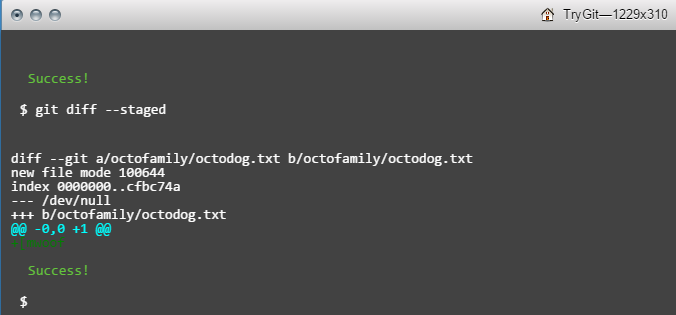 TryGit—1229x310
Success!
$ git diff --staged
diff --git a/octofamily/octodog.txt b/octofamily/octodog.txt
new file mode 100644
index 0000000..cfbc74a
--- /dev/null
+++ b/octofamily/octodog.txt
@@ -0,0 +1 @@
Success!
$